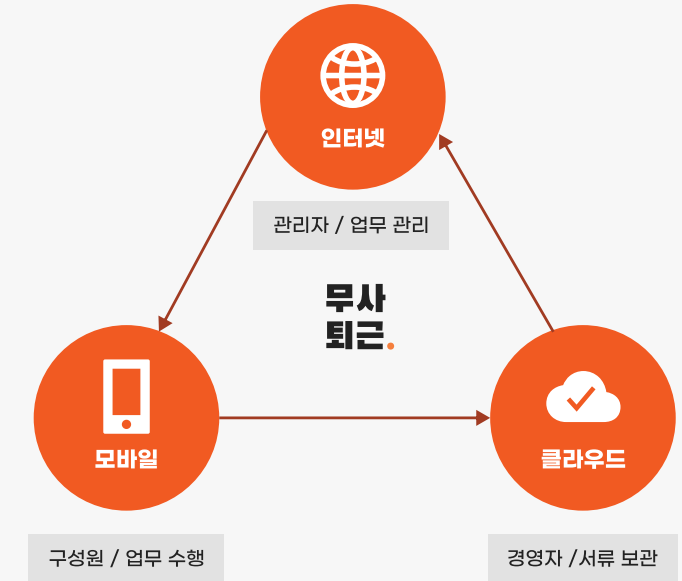 인터넷
관리자 / 업무 관리
무사
퇴근.
모바일
클라우드
구성원 / 업무 수행
경영자 /서류 보관